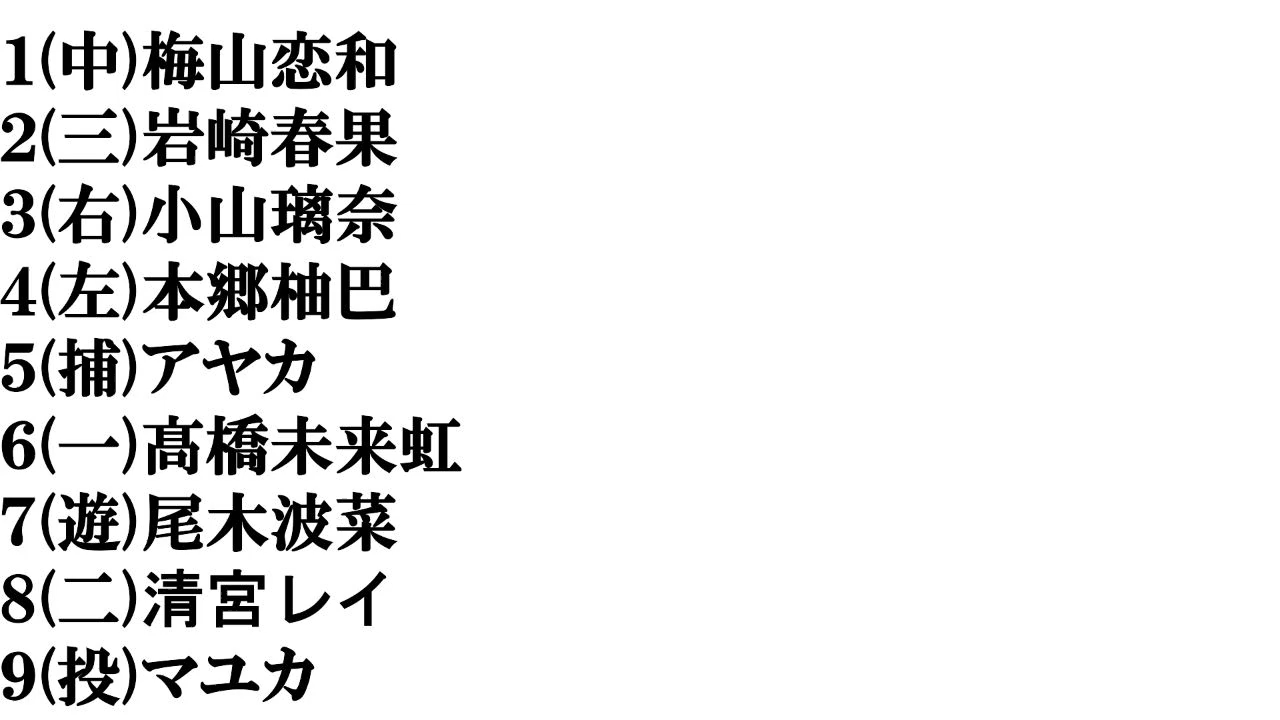 1(中)梅山恋和
2(三)岩崎春果
3(右)小山璃奈
4(左)本郷柚巴
5(捕)アヤカ
6(一)髙橋未来虹
7(遊)尾木波菜
8(二)清宮レイ
9(投)マユカ